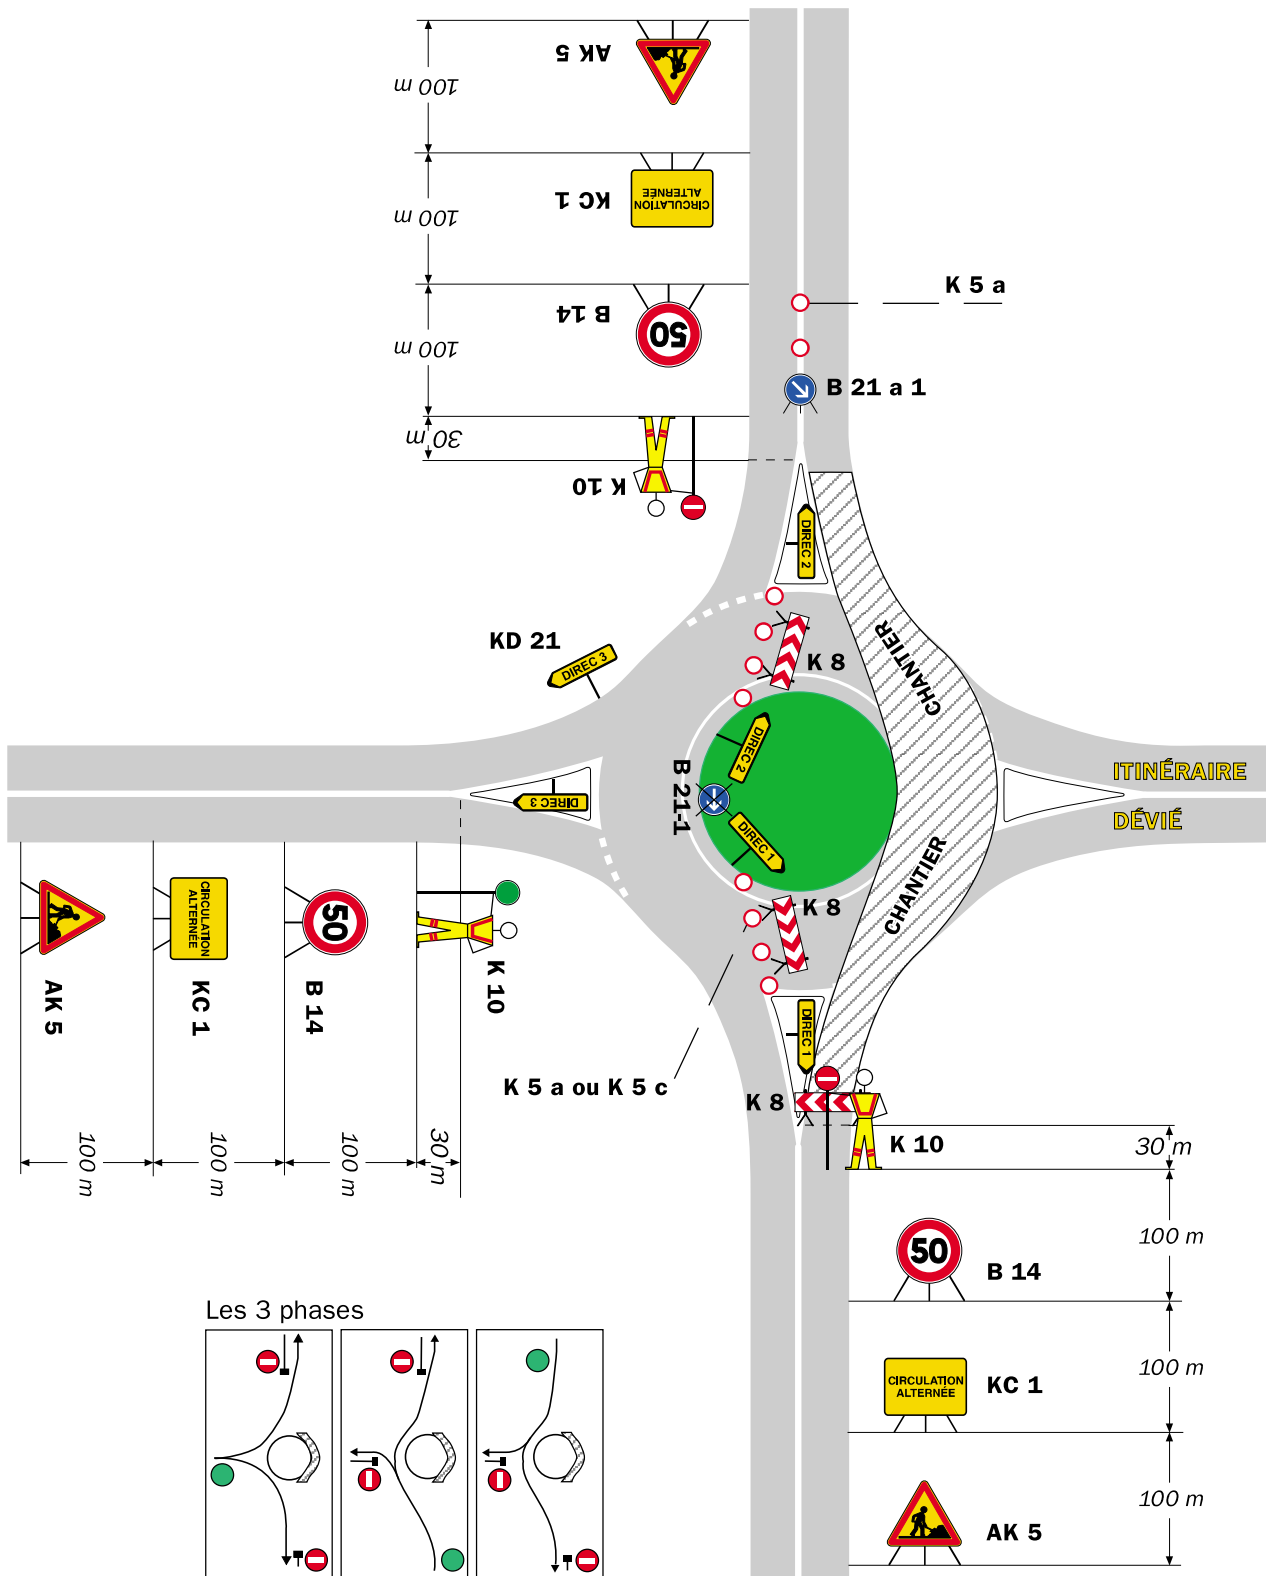 AK 5
100 m
KC 1
CIRCULATION
ALTERNÉE
100 m
K 5 a
B 14
50
100 m
B 21 a 1
30 m
K 10
DIREC 2
KD 21
DIREC 3
K 8
CHANTIER
DIREC 2
B 21-1
DIREC 1
DIREC 3
ITINÉRAIRE
DÉVIÉ
CHANTIER
K 8
CIRCULATION
ALTERNÉE
50
K 10
AK 5
KC 1
B 14
DIREC 1
K 5 a ou K 5 c
K 8
K 10
30 m
100 m
100 m
100 m
30 m
50
B 14
100 m
CIRCULATION
ALTERNÉE
KC 1
100 m
AK 5
100 m
Les 3 phases